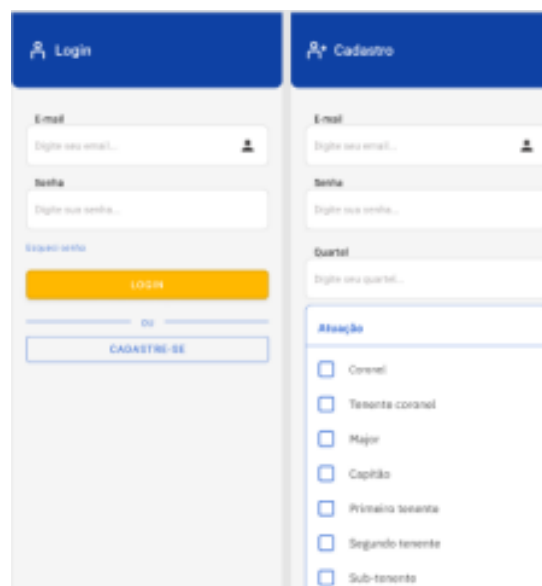 Login
E-mail
Digite seu email...
Senha
Digite sua senha...
Esqueci senha
LOGIN
OU
CADASTRE-SE
Cadastro
E-mail
Digite seu email...
Senha
Digite sua senha...
Quartel
Digite seu quartel...
Atuação
Coronel
Tenente coronel
Major
Capitão
Primeiro tenente
Segundo tenente
Sub-tenente